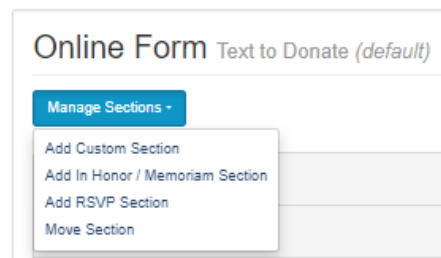 Online Form Text to Donate (default)
Manage Sections
Add Custom Section
Add In Honor / Memoriam Section
Add RSVP Section
Move Section